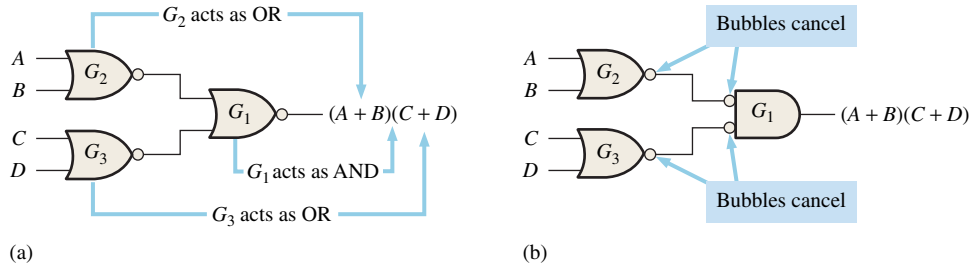 G₂ acts as OR
A
B
G₂
C
D
G₃
G₁
(A + B)(C + D)
G₁ acts as AND
G₃ acts as OR
(a)
Bubbles cancel
A
B
G₂
C
D
G₃
G₁
(A + B)(C + D)
Bubbles cancel
(b)